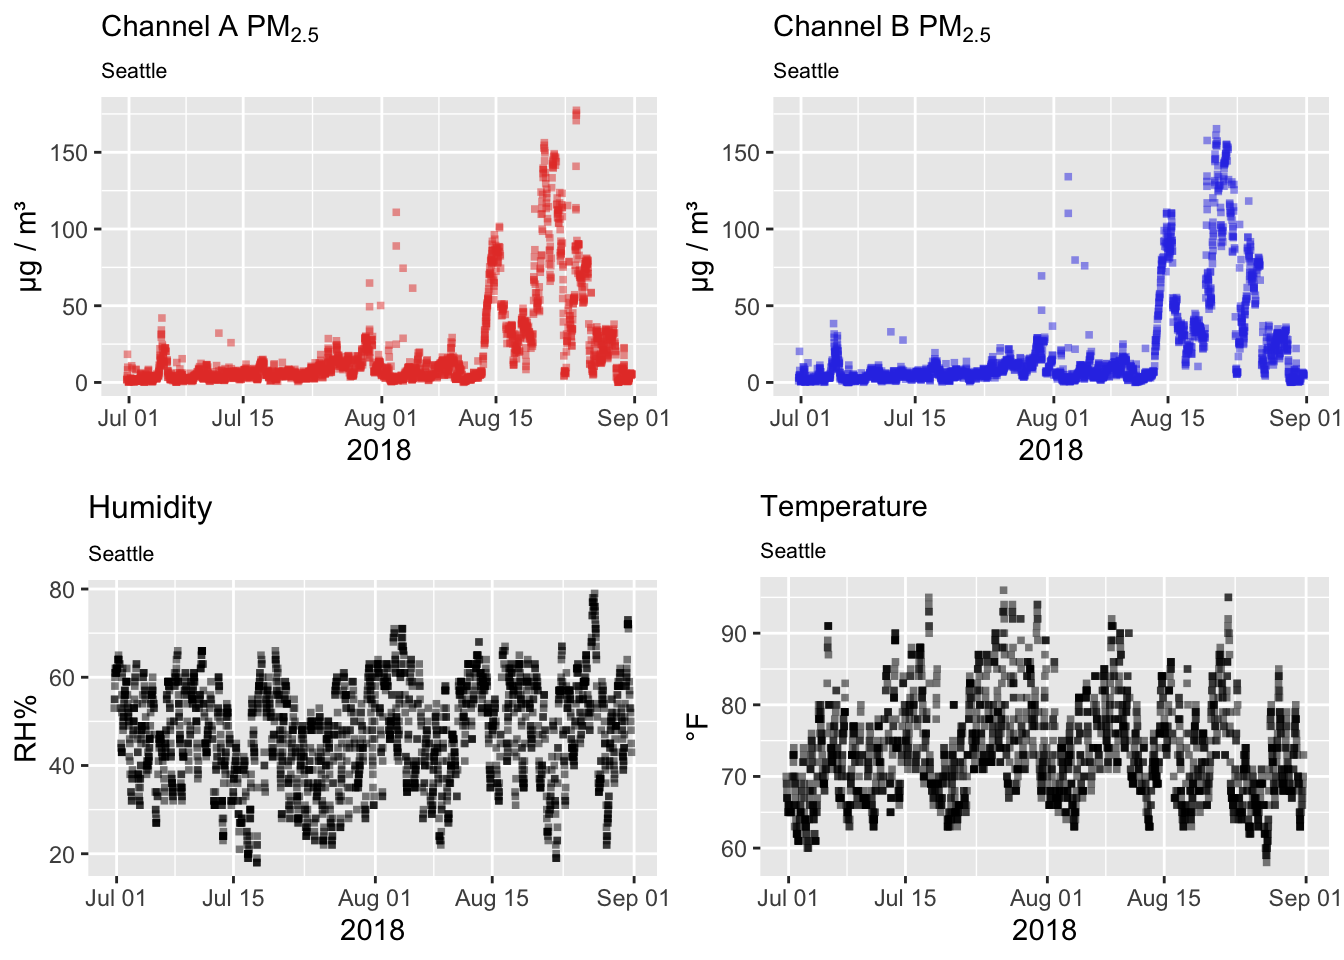 Channel A PM2.5
Seattle
µg / m³
150
100
50
0
Jul 01 Jul 15 Aug 01 Aug 15 Sep 01
2018
Channel B PM2.5
Seattle
µg / m³
150
100
50
0
Jul 01 Jul 15 Aug 01 Aug 15 Sep 01
2018
Humidity
Seattle
RH%
80
60
40
20
Jul 01 Jul 15 Aug 01 Aug 15 Sep 01
2018
Temperature
Seattle
°F
90
80
70
60
Jul 01 Jul 15 Aug 01 Aug 15 Sep 01
2018